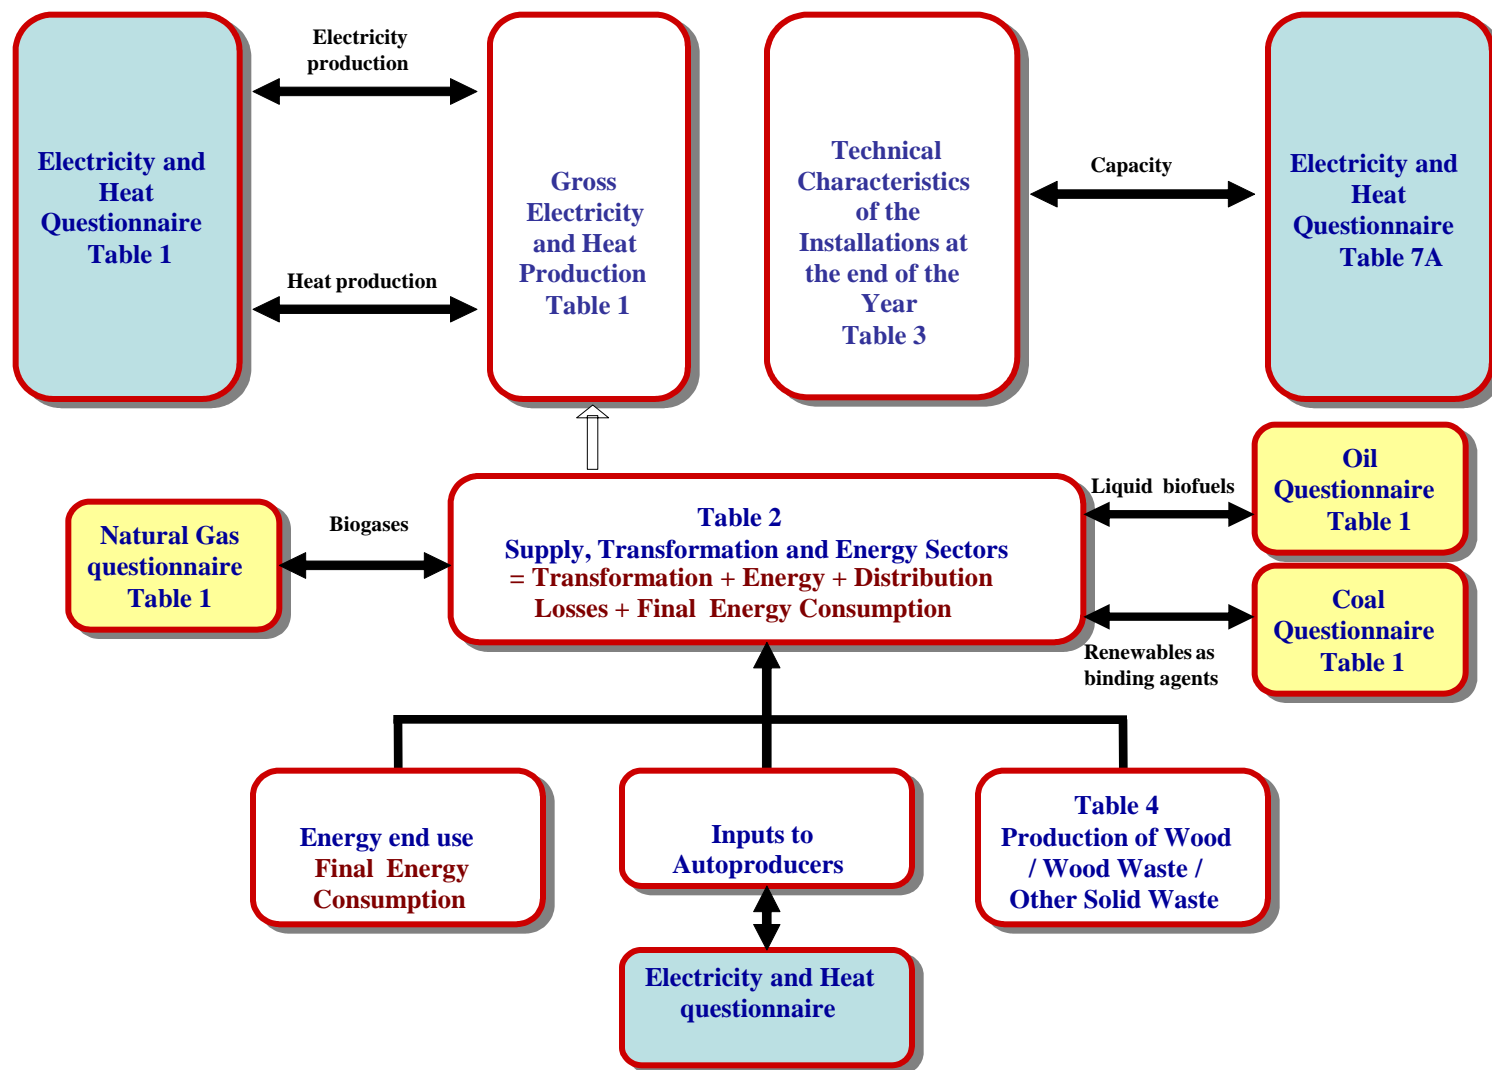 Electricity and
Heat
Questionnaire
Table 1
Electricity
production
Heat production
Gross
Electricity
and Heat
Production
Table 1
Technical
Characteristics
of the
Installations at
the end of the
Year
Table 3
Capacity
Electricity and
Heat
Questionnaire
Table 7A
Natural Gas
questionnaire
Table 1
Biogases
Table 2
Supply, Transformation and Energy Sectors
= Transformation + Energy + Distribution
Losses + Final Energy Consumption
Liquid biofuels
Oil
Questionnaire
Table 1
Renewables as
binding agents
Coal
Questionnaire
Table 1
Energy end use
Final Energy
Consumption
Inputs to
Autoproducers
Table 4
Production of Wood
/ Wood Waste /
Other Solid Waste
Electricity and Heat
questionnaire